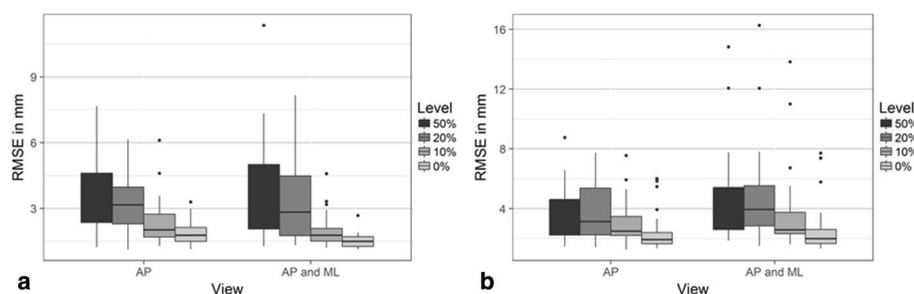 RMSE in mm
9
6
3
AP
AP and ML
View
Level
50%
20%
10%
0%
a
RMSE in mm
16
12
8
4
AP
AP and ML
View
Level
50%
20%
10%
0%
b